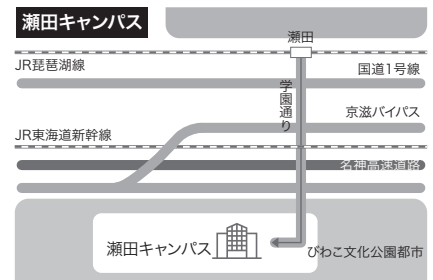 瀬田キャンパス
瀬田
JR琵琶湖線
国道1号線
学園通り
京滋バイパス
JR東海道新幹線
名神高速道路
瀬田キャンパス
びわこ文化公園都市